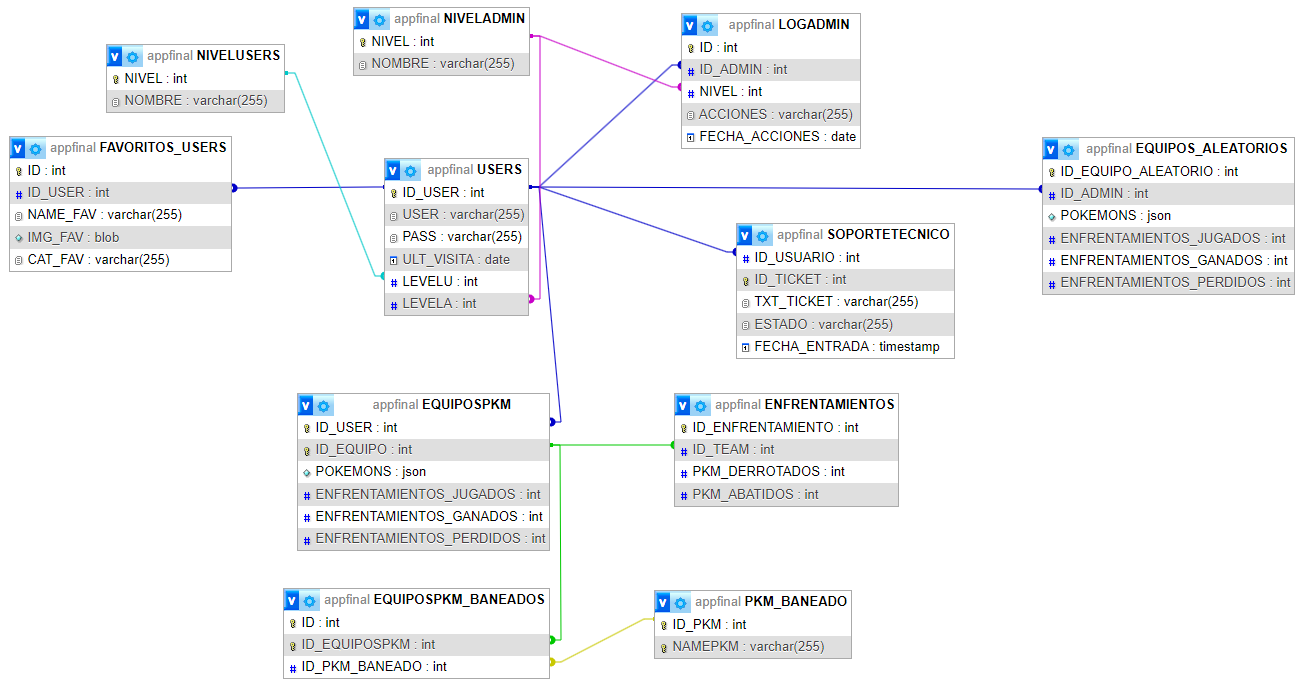 appfinal NIVELADMIN
NIVEL : int
NOMBRE : varchar(255)
appfinal LOGADMIN
ID : int
ID_ADMIN : int
NIVEL : int
ACCIONES : varchar(255)
FECHA_ACCIONES : date
appfinal NIVELUSERS
NIVEL : int
NOMBRE : varchar(255)
appfinal FAVORITOS_USERS
ID : int
ID_USER : int
NAME_FAV : varchar(255)
IMG_FAV : blob
CAT_FAV : varchar(255)
appfinal USERS
ID_USER : int
USER : varchar(255)
PASS : varchar(255)
ULT_VISITA : date
LEVELU : int
LEVELA : int
appfinal EQUIPOS_ALEATORIOS
ID_EQUIPO_ALEATORIO : int
ID_ADMIN : int
POKEMONS : json
ENFRENTAMIENTOS_JUGADOS : int
ENFRENTAMIENTOS_GANADOS : int
ENFRENTAMIENTOS_PERDIDOS : int
appfinal SOPORTETECNICO
ID_USUARIO : int
ID_TICKET : int
TXT_TICKET : varchar(255)
ESTADO : varchar(255)
FECHA_ENTRADA : timestamp
appfinal EQUIPOSPKM
ID_USER : int
ID_EQUIPO : int
POKEMONS : json
ENFRENTAMIENTOS_JUGADOS : int
ENFRENTAMIENTOS_GANADOS : int
ENFRENTAMIENTOS_PERDIDOS : int
appfinal ENFRENTAMIENTOS
ID_ENFRENTAMIENTO : int
ID_TEAM : int
PKM_DERROTADOS : int
PKM_ABATIDOS : int
appfinal EQUIPOSPKM_BANEADOS
ID : int
ID_EQUIPOSPKM : int
ID_PKM_BANEADO : int
appfinal PKM_BANEADO
ID_PKM : int
NAMEPKM : varchar(255)